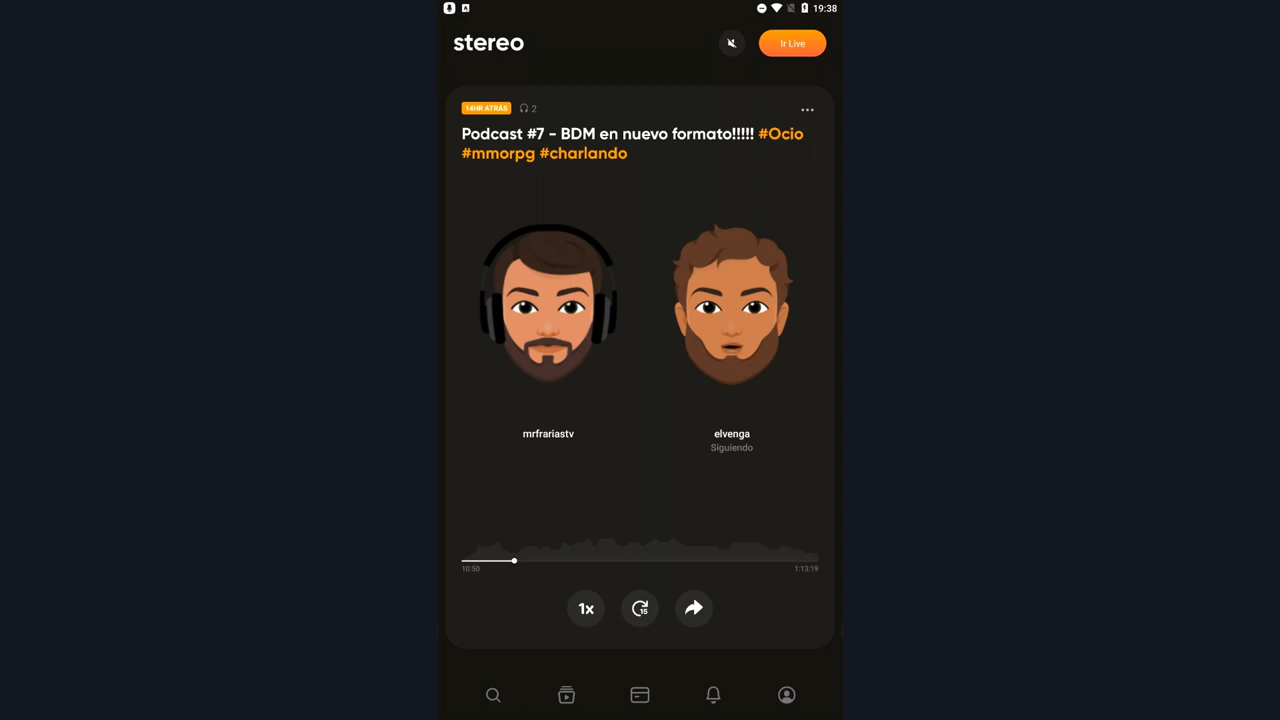 19:38
stereo
Ir Live
14HR ATRÁS
2
Podcast #7 - BDM en nuevo formato!!!!! #Ocio
#mmorpg #charlando
mrfrariastv
elvenga
Siguiendo
10:50
1:13:19
1x
15